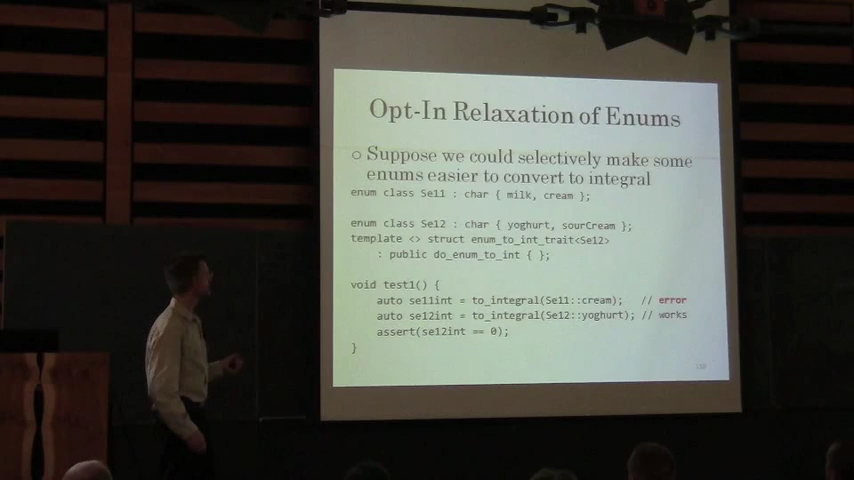 Opt-In Relaxation of Enums
○ Suppose we could selectively make some
enums easier to convert to integral
enum class Se11 : char { milk, cream };
enum class Se12 : char { yoghurt, sourCream };
template <> struct enum_to_int_trait<Se12>
: public do_enum_to_int { };
void test1() {
auto se11int = to_integral(Se11::cream); // error
auto se12int = to_integral(Se12::yoghurt); // works
assert(se12int == 0);
}